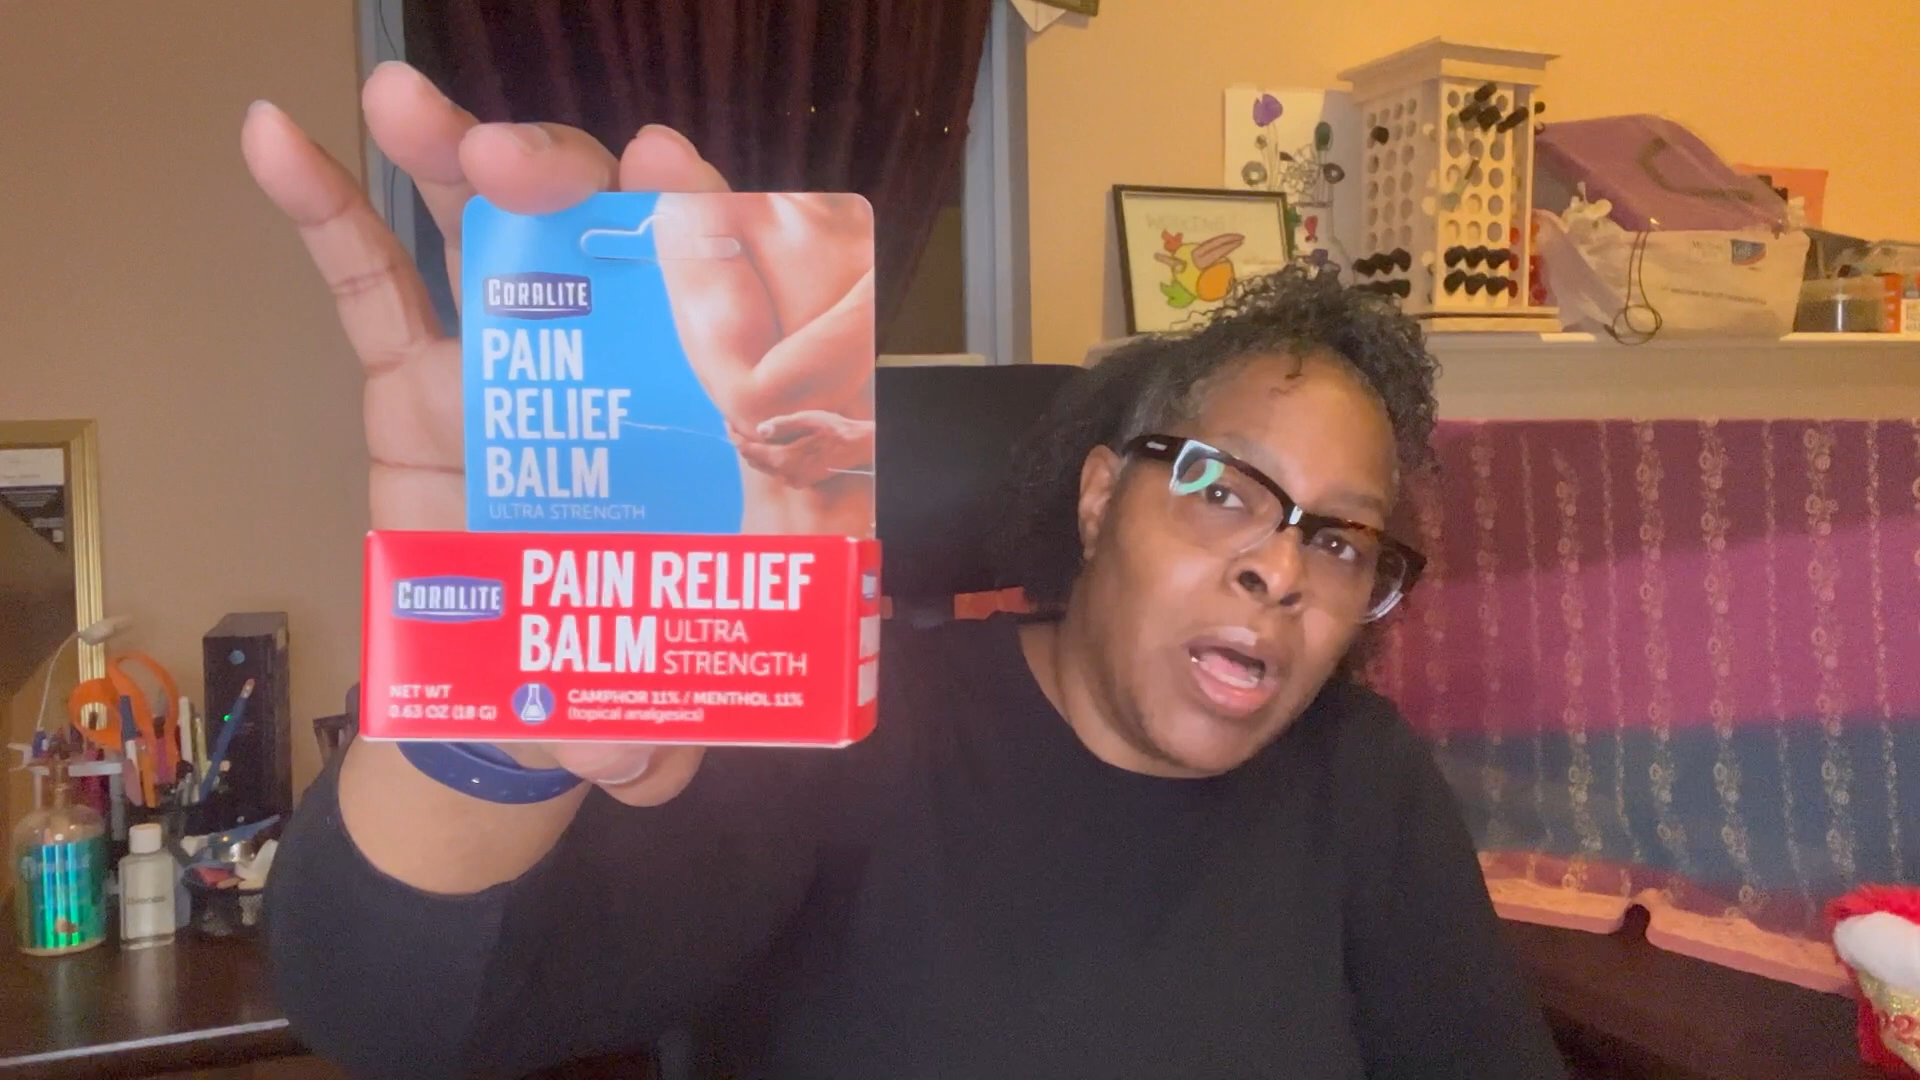 CORALITE
PAIN
RELIEF
BALM
ULTRA STRENGTH
CORALITE
PAIN RELIEF
BALM ULTRA
STRENGTH
NET WT
0.63 OZ (18 G)
CAMPHOR 11% / MENTHOL 11%
(topical analgesics)